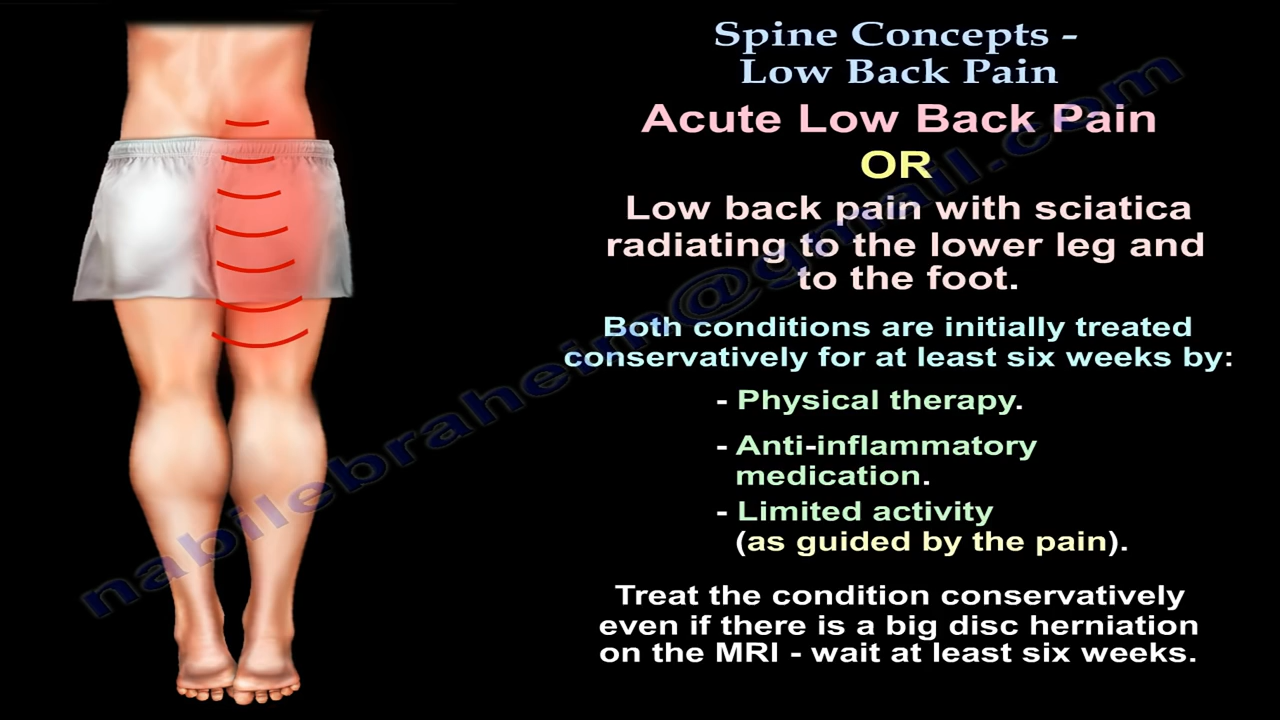 Spine Concepts -
Low Back Pain
Acute Low Back Pain
OR
Low back pain with sciatica
radiating to the lower leg and
to the foot.
Both conditions are initially treated
conservatively for at least six weeks by:
- Physical therapy.
- Anti-inflammatory
medication.
- Limited activity
(as guided by the pain).
Treat the condition conservatively
even if there is a big disc herniation
on the MRI - wait at least six weeks.
nabilebraheim@gmail.com